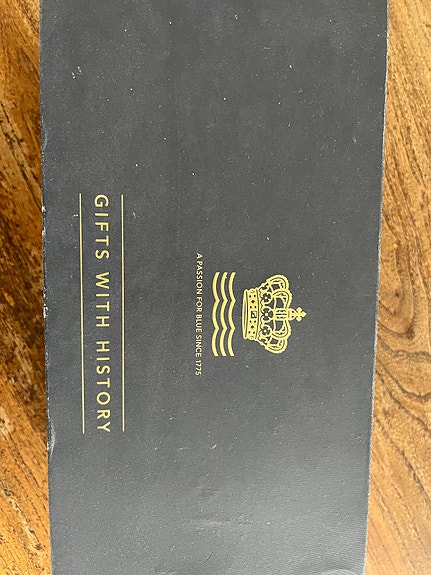 A PASSION FOR BLUE SINCE 1775
GIFTS WITH HISTORY